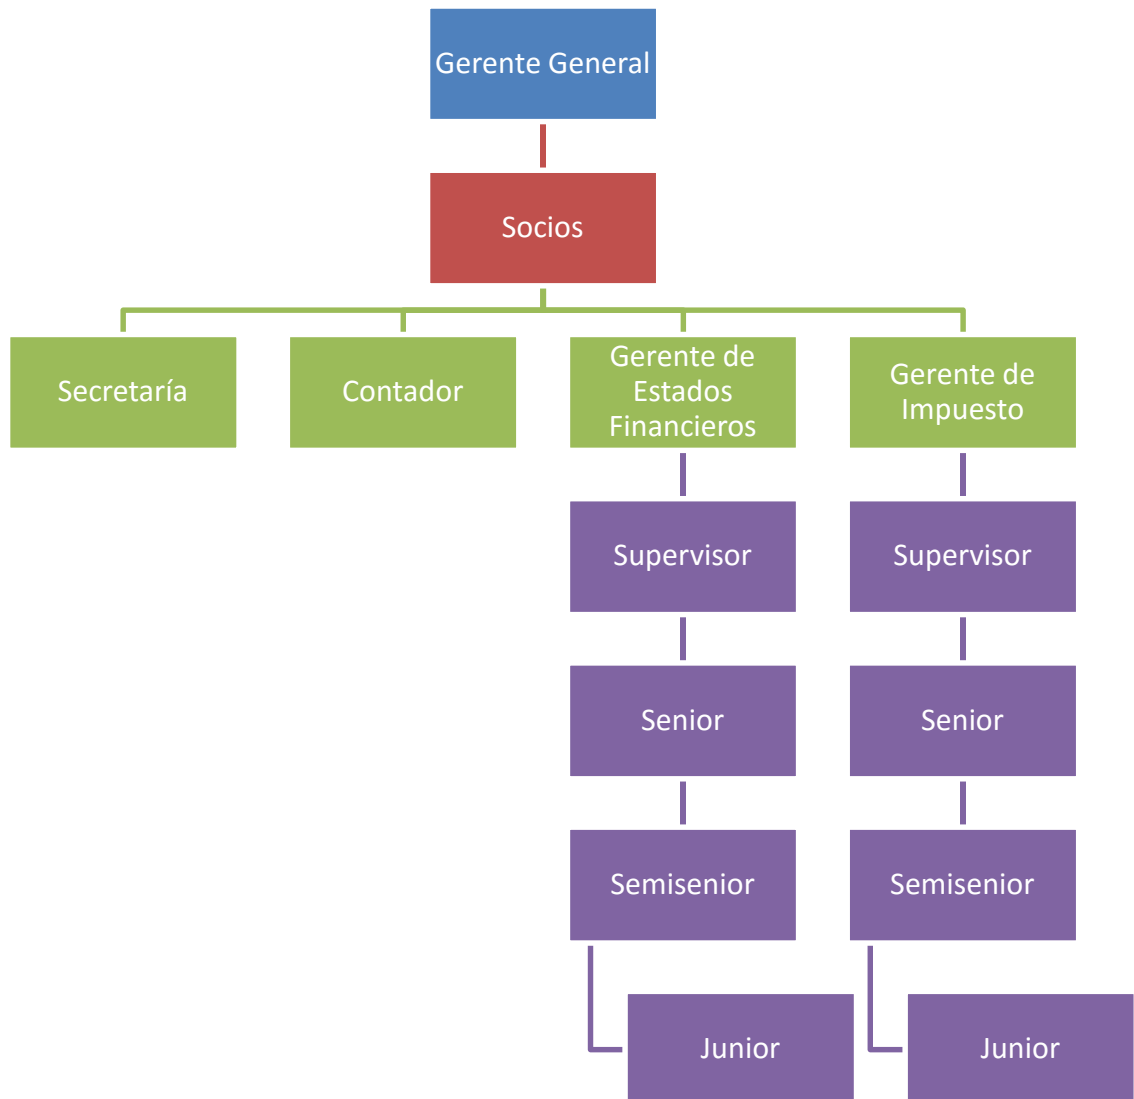 Gerente General
Socios
Secretaría
Contador
Gerente de
Estados
Financieros
Gerente de
Impuesto
Supervisor
Supervisor
Senior
Senior
Semisenior
Semisenior
Junior
Junior